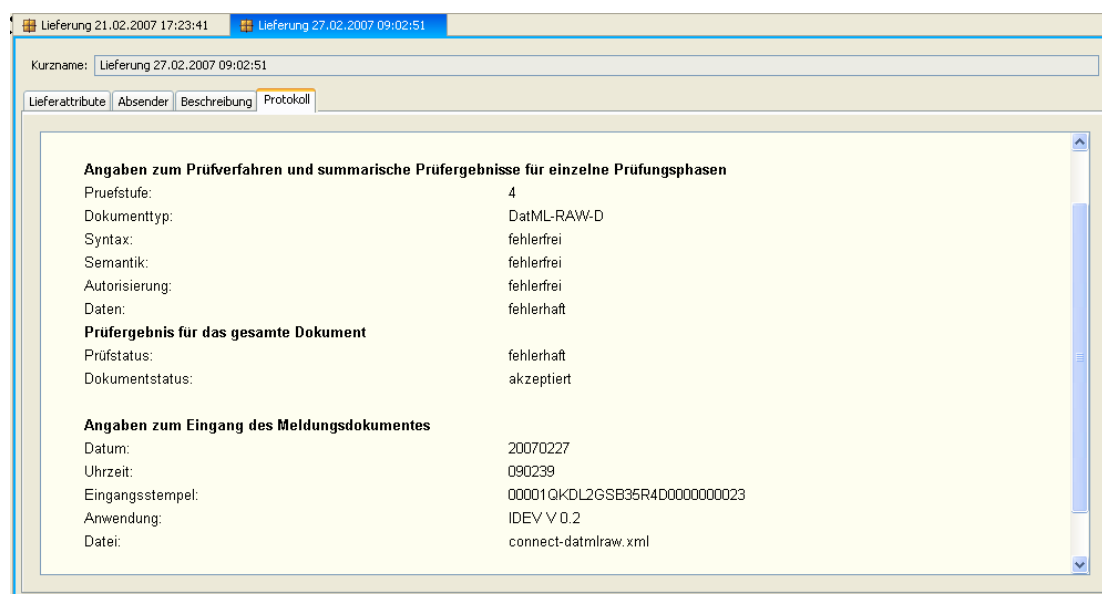 Lieferung 21.02.2007 17:23:41 Lieferung 27.02.2007 09:02:51
Kurzname: Lieferung 27.02.2007 09:02:51
Lieferattribute Absender Beschreibung Protokoll
Angaben zum Prüfverfahren und summarische Prüfergebnisse für einzelne Prüfungsphasen
Pruefstufe: 4
Dokumenttyp: DatML-RAW-D
Syntax: fehlerfrei
Semantik: fehlerfrei
Autorisierung: fehlerfrei
Daten: fehlerhaft
Prüfergebnis für das gesamte Dokument
Prüfstatus: fehlerhaft
Dokumentstatus: akzeptiert
Angaben zum Eingang des Meldungsdokumentes
Datum: 20070227
Uhrzeit: 090239
Eingangsstempel: 00001QKDL2GSB35R4D0000000023
Anwendung: IDEV V 0.2
Datei: connect-datmlraw.xml